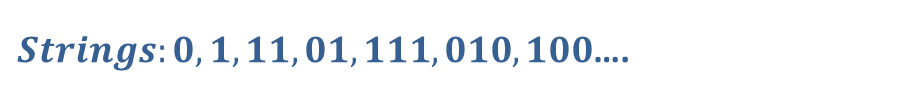 Strings: 0, 1, 11, 01, 111, 010, 100....